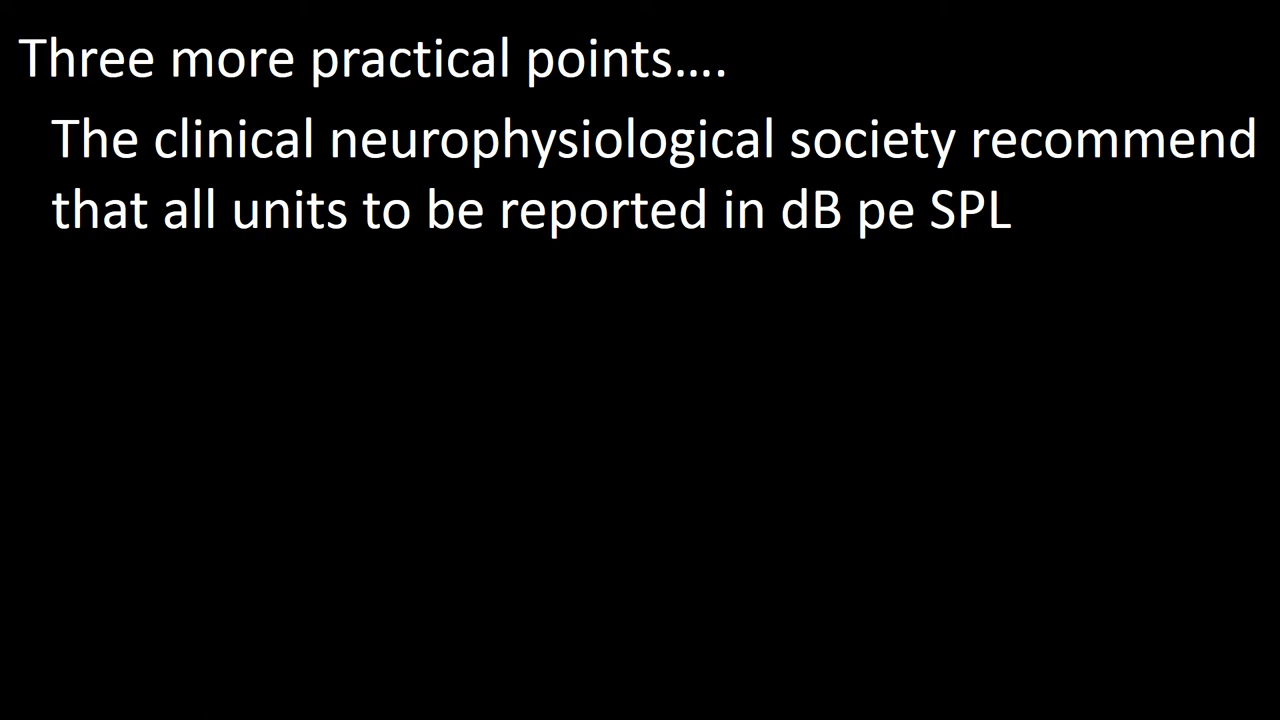 Three more practical points….
The clinical neurophysiological society recommend
that all units to be reported in dB pe SPL